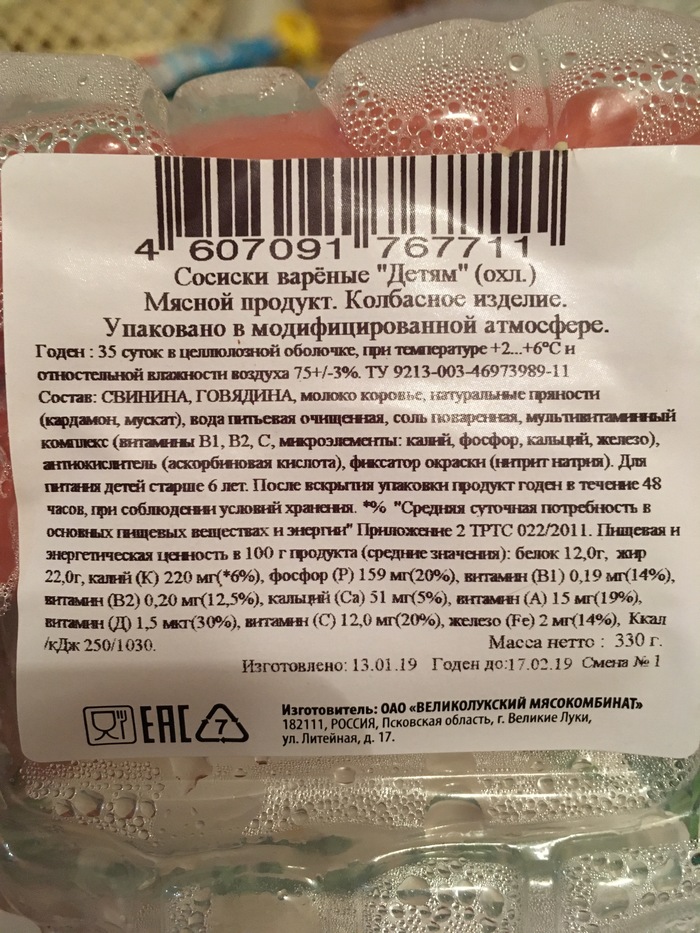 4 607091 767711
Сосиски варёные "Детям" (охл.)
Мясной продукт. Колбасное изделие.
Упаковано в модифицированной атмосфере.
Годен : 35 суток в целлюлозной оболочке, при температуре +2...+6°С и
отностельной влажности воздуха 75+/-3%. ТУ 9213-003-46973989-11
Состав: СВИНИНА, ГОВЯДИНА, молоко коровье, натуральные пряности
(кардамон, мускат), вода питьевая очищенная, соль поваренная, мультивитаминный
комплекс (витамины В1, В2, С, микроэлементы: калий, фосфор, кальций, железо),
антиокислитель (аскорбиновая кислота), фиксатор окраски (нитрит натрия). Для
питания детей старше 6 лет. После вскрытия упаковки продукт годен в течение 48
часов, при соблюдении условий хранения. *% "Средняя суточная потребность в
основных пищевых веществах и энергии" Приложение 2 ТРТС 022/2011. Пищевая и
энергетическая ценность в 100 г продукта (средние значения): белок 12,0г, жир
22,0г, калий (К) 220 мг(*6%), фосфор (Р) 159 мг(20%), витамин (В1) 0,19 мг(14%),
витамин (В2) 0,20 мг(12,5%), кальций (Са) 51 мг(5%), витамин (А) 15 мг(19%),
витамин (Д) 1,5 мкг(30%), витамин (С) 12,0 мг(20%), железо (Fe) 2 мг(14%), Ккал
/кДж 250/1030.
Масса нетто : 330 г.
Изготовлено: 13.01.19 Годен до:17.02.19 Смена № 1
EAC 7
Изготовитель: ОАО «ВЕЛИКОЛУКСКИЙ МЯСОКОМБИНАТ»
182111, РОССИЯ, Псковская область, г. Великие Луки,
ул. Литейная, д. 17.